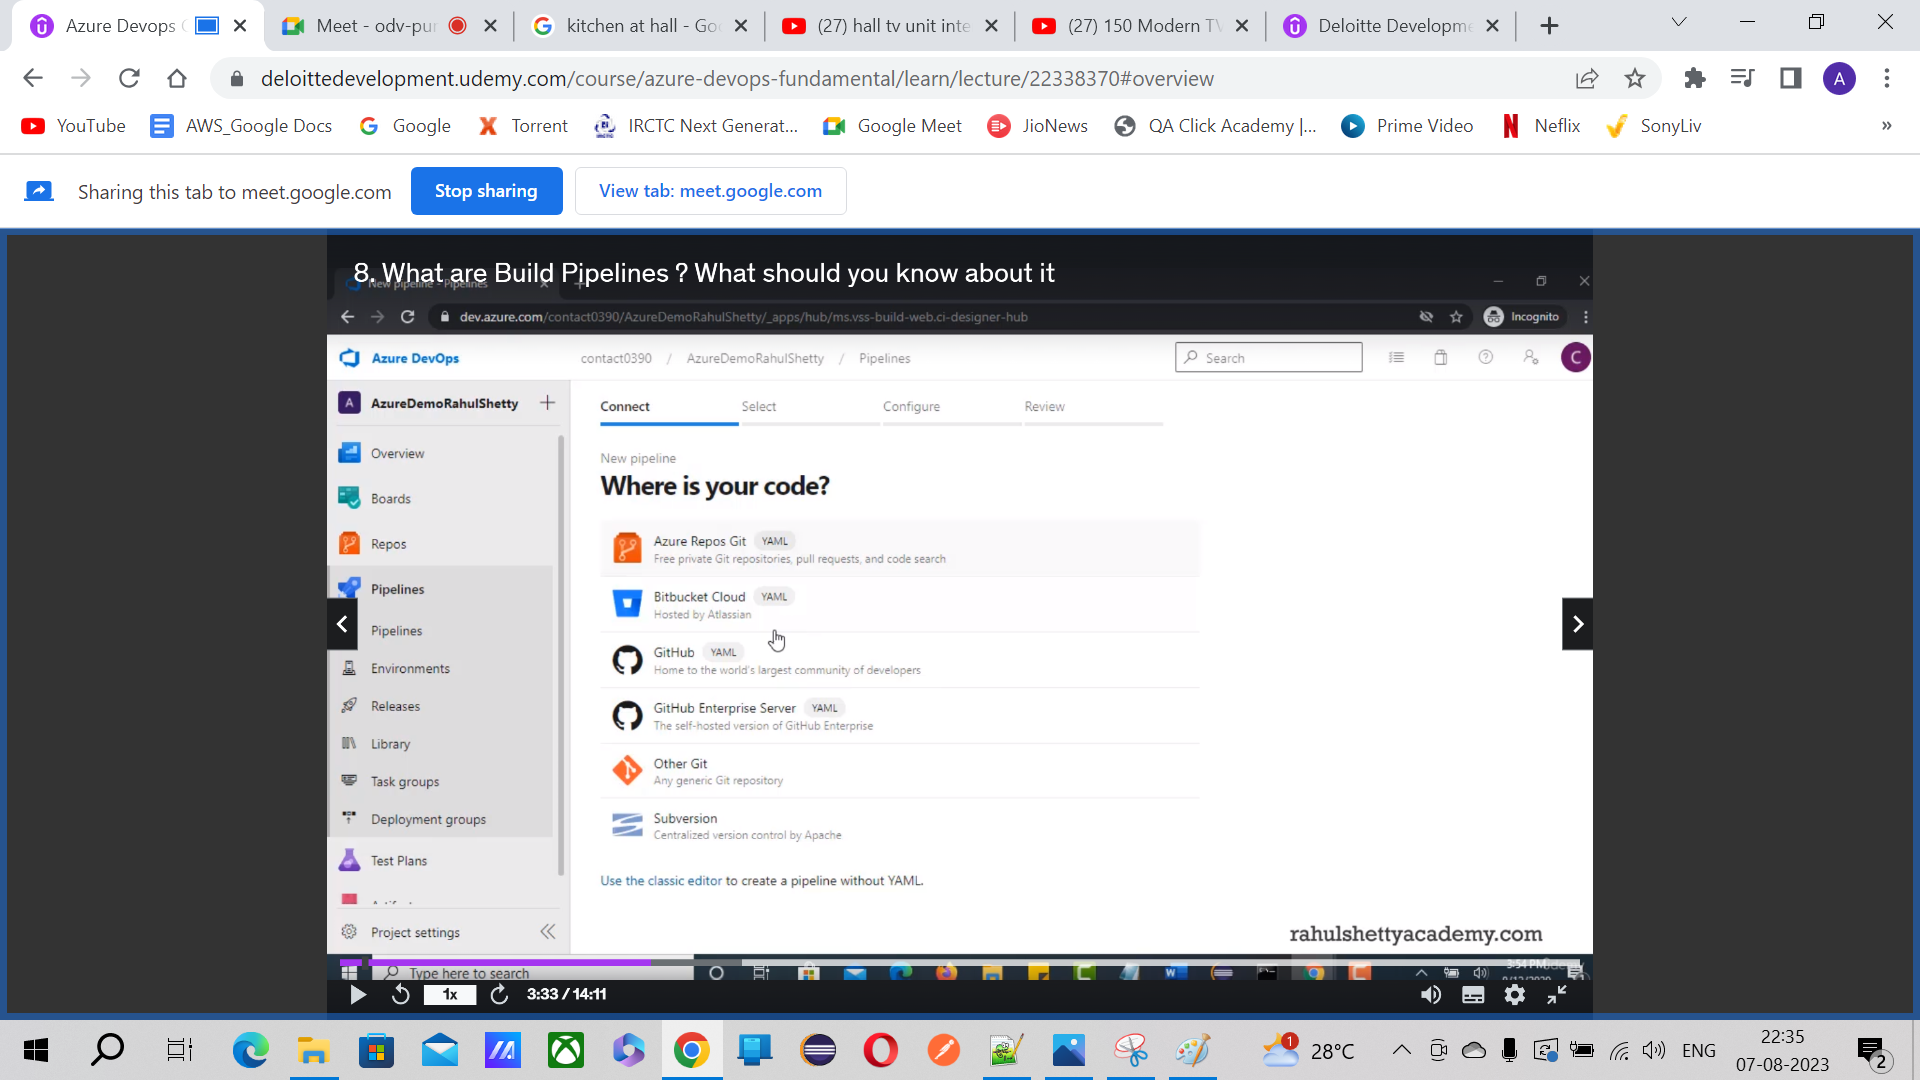 Azure Devops
Meet - odv-pur
kitchen at hall - Go
(27) hall tv unit inte
(27) 150 Modern TV
Deloitte Developme
deloittedevelopment.udemy.com/course/azure-devops-fundamental/learn/lecture/22338370#overview
A
YouTube
AWS_Google Docs
Google
Torrent
IRCTC Next Generat...
Google Meet
JioNews
QA Click Academy |...
Prime Video
Neflix
SonyLiv
»
Sharing this tab to meet.google.com
Stop sharing
View tab: meet.google.com
8. What are Build Pipelines ? What should you know about it
New pipeline - Pipelines
dev.azure.com/contact0390/AzureDemoRahulShetty/_apps/hub/ms.vss-build-web.ci-designer-hub
Incognito
Azure DevOps
contact0390 / AzureDemoRahulShetty / Pipelines
Search
C
A
AzureDemoRahulShetty
Overview
Boards
Repos
Pipelines
Pipelines
Environments
Releases
Library
Task groups
Deployment groups
Test Plans
Project settings
Connect
Select
Configure
Review
New pipeline
Where is your code?
Azure Repos Git YAML
Free private Git repositories, pull requests, and code search
Bitbucket Cloud YAML
Hosted by Atlassian
GitHub YAML
Home to the world's largest community of developers
GitHub Enterprise Server YAML
The self-hosted version of GitHub Enterprise
Other Git
Any generic Git repository
Subversion
Centralized version control by Apache
Use the classic editor to create a pipeline without YAML.
rahulshettyacademy.com
Type here to search
3:54 PM
1x
3:33 / 14:11
1
28°C
ENG
22:35
07-08-2023
2